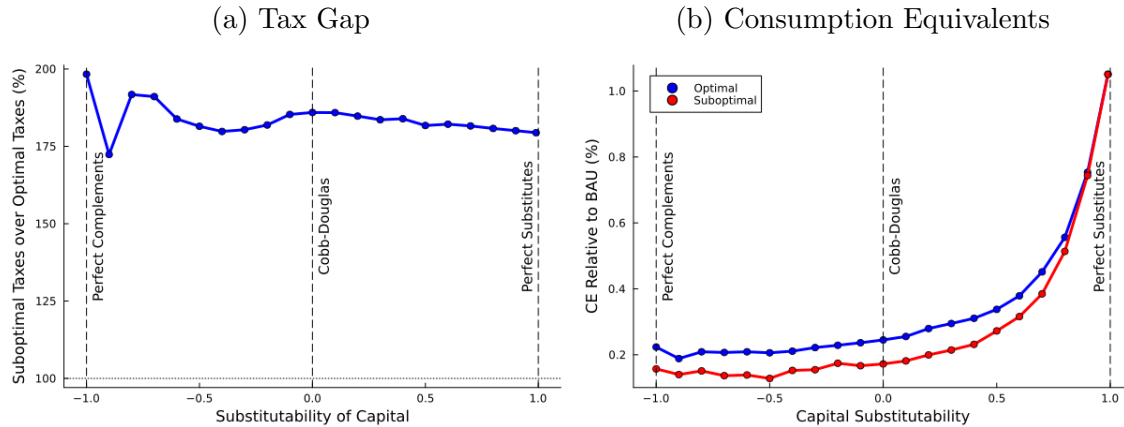 (a) Tax Gap
Suboptimal Taxes over Optimal Taxes (%)
200
175
150
125
100
Perfect Complements
Cobb-Douglas
Perfect Substitutes
−1.0
−0.5
0.0
0.5
1.0
Substitutability of Capital
(b) Consumption Equivalents
CE Relative to BAU (%)
1.0
0.8
0.6
0.4
0.2
Optimal
Suboptimal
Perfect Complements
Cobb-Douglas
Perfect Substitutes
−1.0
−0.5
0.0
0.5
1.0
Capital Substitutability